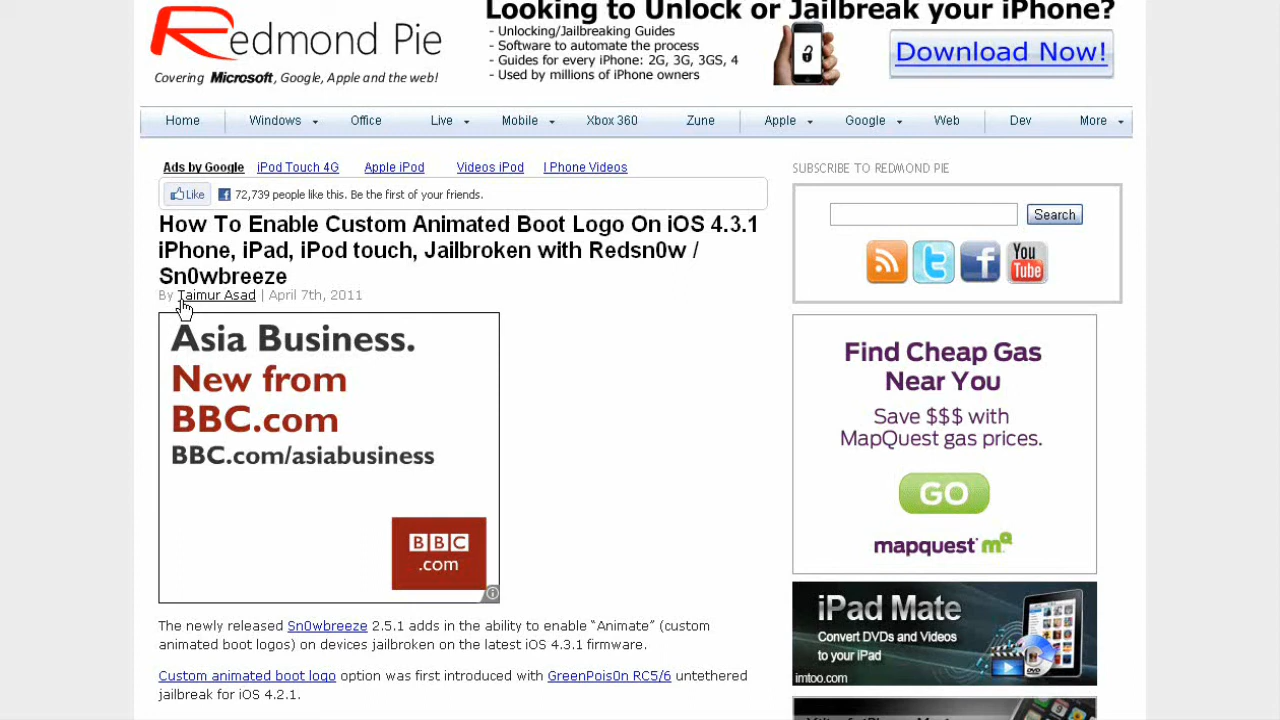 Looking to Unlock or Jailbreak your iPhone?
Redmond Pie
- Unlocking/Jailbreaking Guides
- Software to automate the process
- Guides for every iPhone: 2G, 3G, 3GS, 4
- Used by millions of iPhone owners
Download Now!
Covering Microsoft, Google, Apple and the web!
Home Windows Office Live Mobile Xbox 360 Zune Apple Google Web Dev More
Ads by Google iPod Touch 4G Apple iPod Videos iPod I Phone Videos
Like 72,739 people like this. Be the first of your friends.
How To Enable Custom Animated Boot Logo On iOS 4.3.1
iPhone, iPad, iPod touch, Jailbroken with Redsn0w /
Sn0wbreeze
By Taimur Asad | April 7th, 2011
Asia Business.
New from
BBC.com
BBC.com/asiabusiness
BBC
.com
The newly released Sn0wbreeze 2.5.1 adds in the ability to enable “Animate” (custom
animated boot logos) on devices jailbroken on the latest iOS 4.3.1 firmware.
Custom animated boot logo option was first introduced with GreenPois0n RC5/6 untethered
jailbreak for iOS 4.2.1.
SUBSCRIBE TO REDMOND PIE
Search
You
Tube
Find Cheap Gas
Near You
Save $$$ with
MapQuest gas prices.
GO
mapquest mQ
iPad Mate
Convert DVDs and Videos
to your iPad
imtoo.com